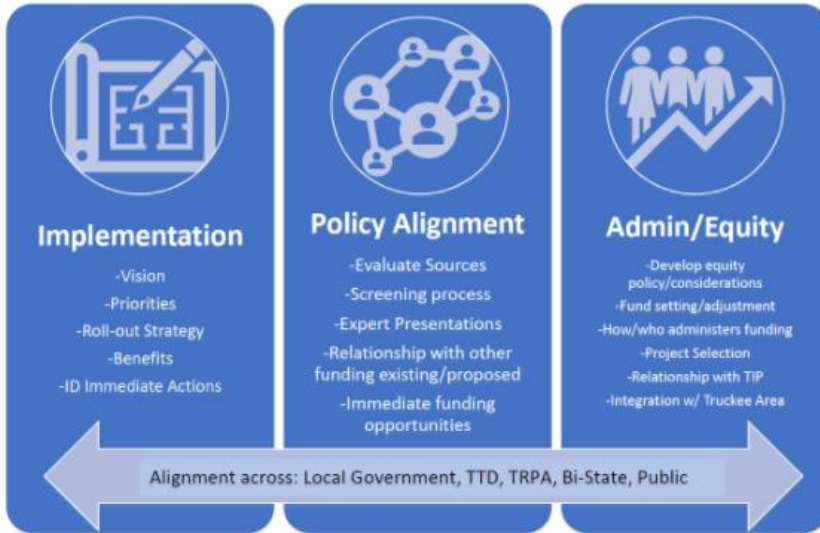 Implementation
-Vision
-Priorities
-Roll-out Strategy
-Benefits
-ID Immediate Actions
Policy Alignment
-Evaluate Sources
-Screening process
-Expert Presentations
-Relationship with other
funding existing/proposed
-Immediate funding
opportunities
Admin/Equity
-Develop equity
policy/considerations
-Fund setting/adjustment
-How/who administers funding
-Project Selection
-Relationship with TIP
-Integration w/ Truckee Area
Alignment across: Local Government, TTD, TRPA, Bi-State, Public